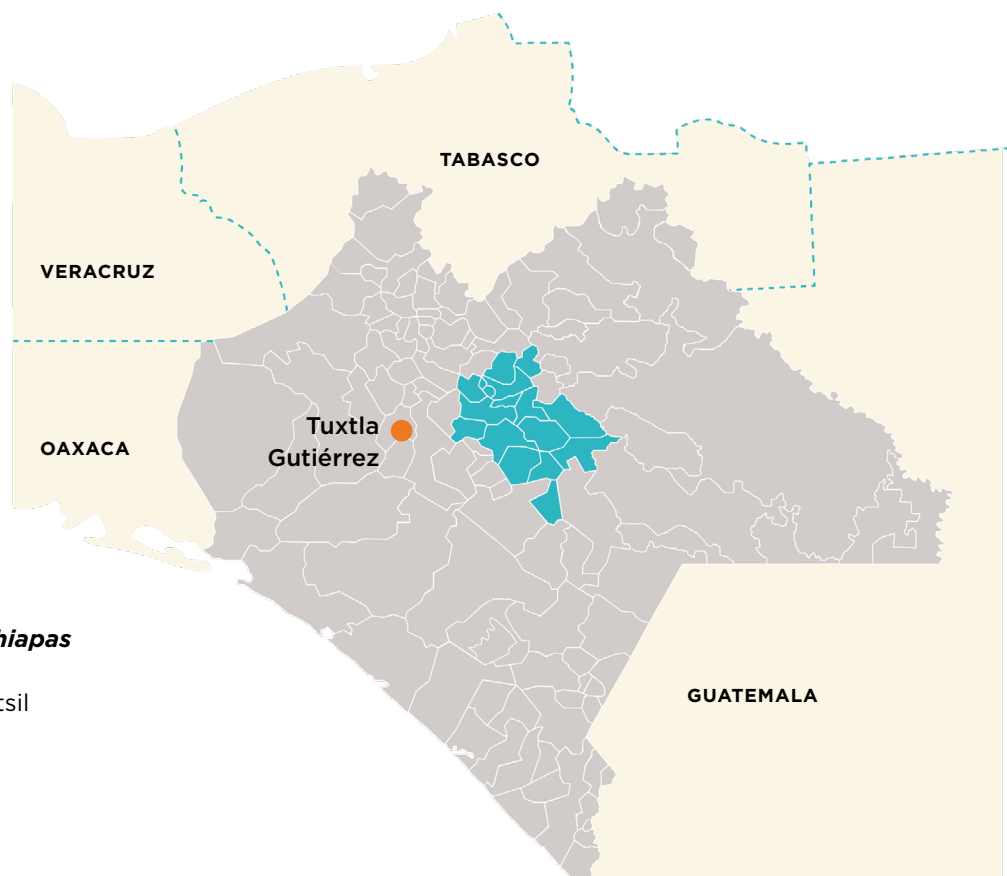 TABASCO
VERACRUZ
Tuxtla
Gutiérrez
OAXACA
hiapas
tsil
GUATEMALA